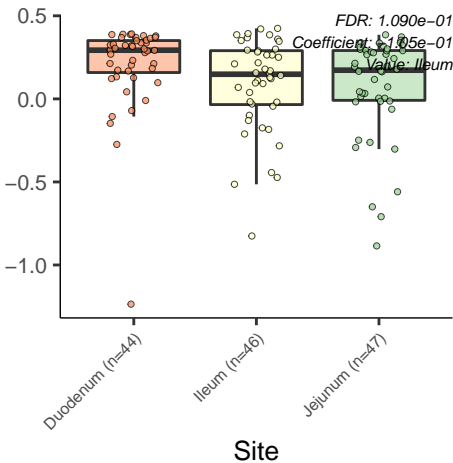 0.5
0.0
−0.5
−1.0
FDR: 1.090e−01
Value: Ileum
Duodenum (n=44)
Ileum (n=46)
Jejunum (n=47)
Site